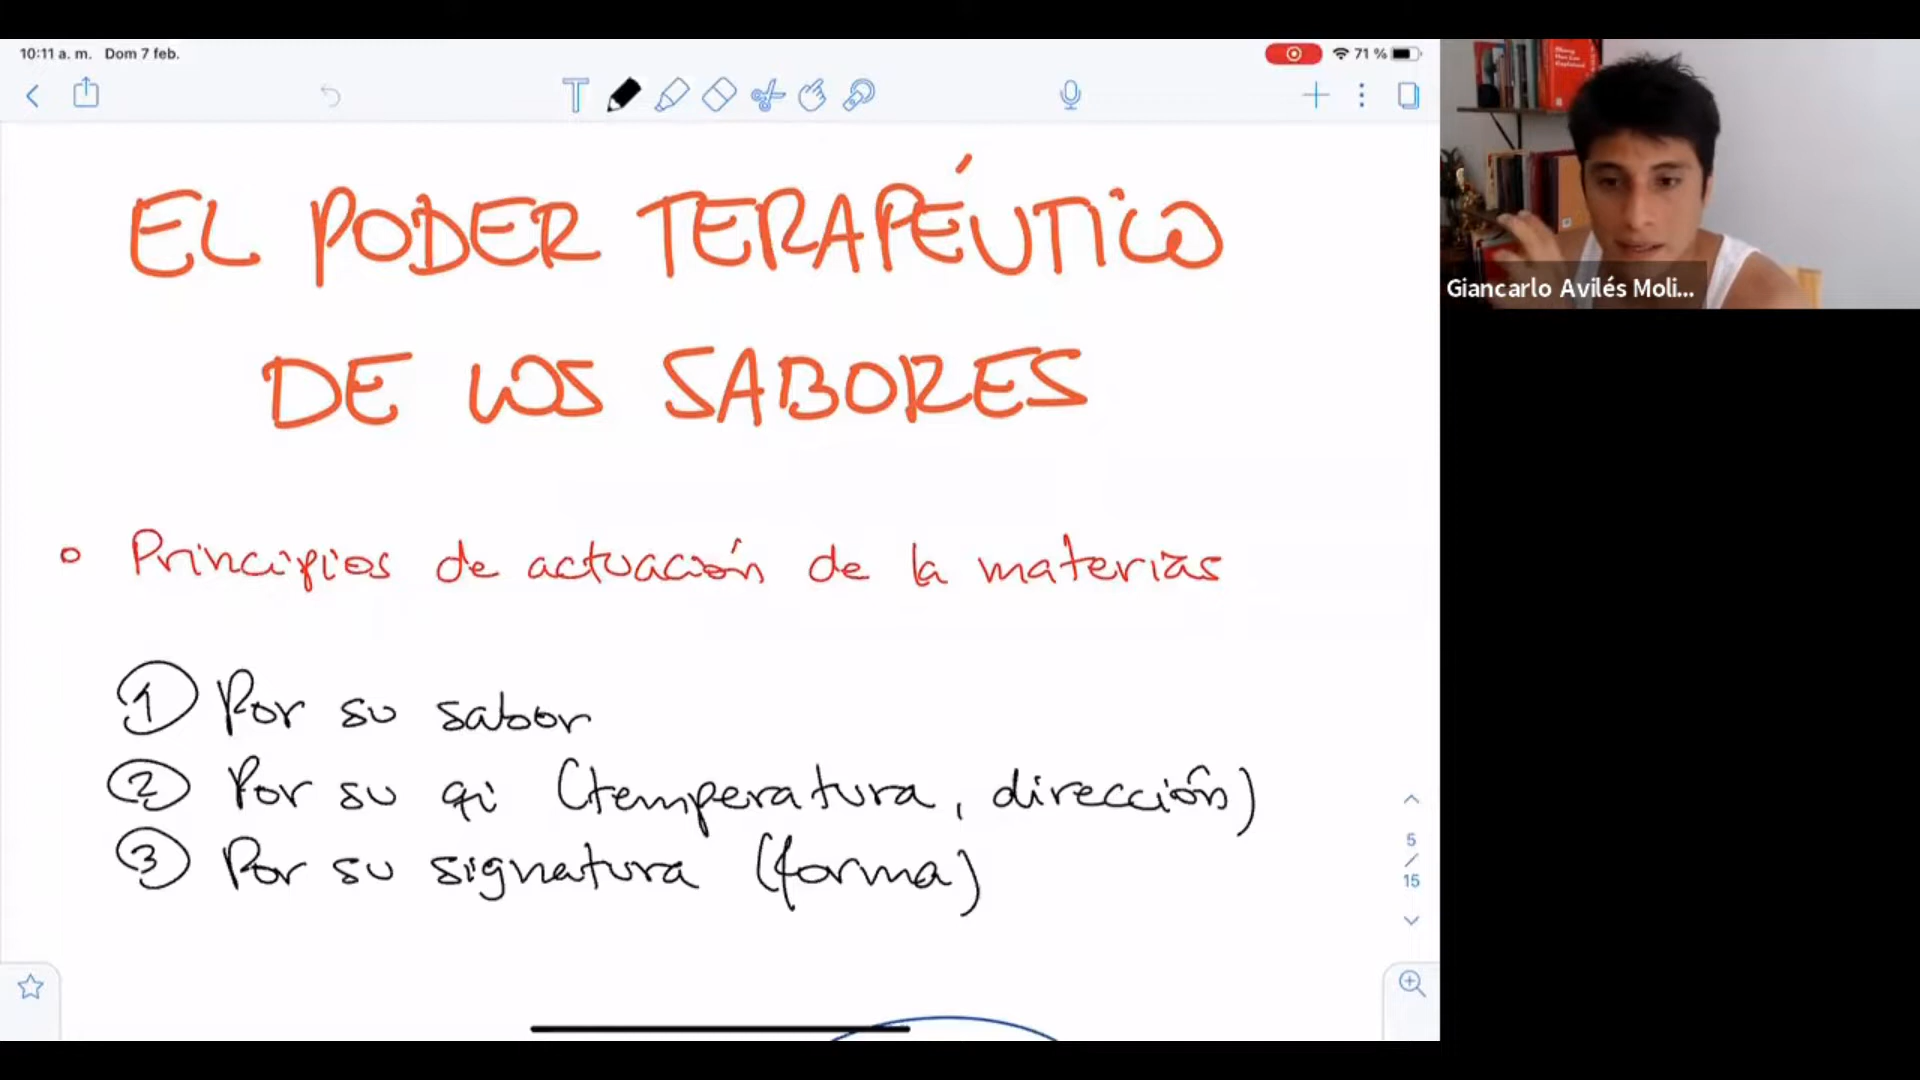 10:11 a. m. Dom 7 feb.
71 %
EL PODER TERAPÉUTICO
DE LOS SABORES
Principios de actuación de la materias
1 Por su sabor
2 Por su qi (temperatura, dirección)
3 Por su signatura (forma)
5
/
15
Giancarlo Avilés Moli...